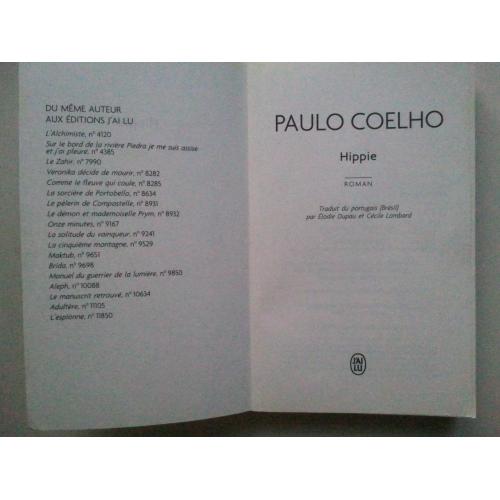 DU MÊME AUTEUR
AUX ÉDITIONS J'AI LU
L'Alchimiste, n° 4120
Sur le bord de la rivière Piedra je me suis assise
et j'ai pleuré, n° 4385
Le Zahir, n° 7990
Veronika décide de mourir, n° 8282
Comme le fleuve qui coule, n° 8285
La sorcière de Portobello, n° 8634
Le pèlerin de Compostelle, n° 8931
Le démon et mademoiselle Prym, n° 8932
Onze minutes, n° 9167
La solitude du vainqueur, n° 9241
La cinquième montagne, n° 9529
Maktub, n° 9651
Brida, n° 9698
Manuel du guerrier de la lumière, n° 9850
Aleph, n° 10088
Le manuscrit retrouvé, n° 10634
Adultère, n° 11105
L'espionne, n° 11850
PAULO COELHO
Hippie
ROMAN
Traduit du portugais (Brésil)
par Élodie Dupau et Cécile Lombard
J'AI
LU